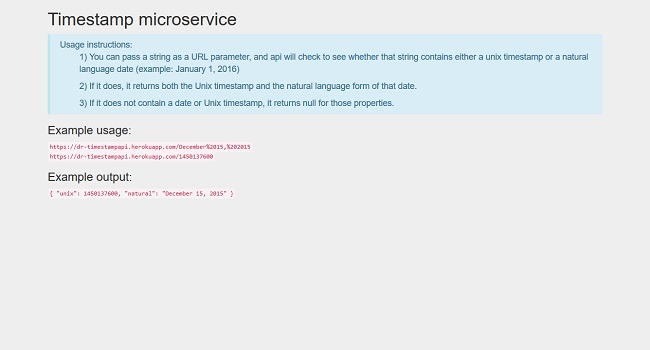 Timestamp microservice
Usage instructions:
1) You can pass a string as a URL parameter, and api will check to see whether that string contains either a unix timestamp or a natural
language date (example: January 1, 2016)
2) If it does, it returns both the Unix timestamp and the natural language form of that date.
3) If it does not contain a date or Unix timestamp, it returns null for those properties.
Example usage:
https://dr-timestampapi.herokuapp.com/December%2015,%202015
https://dr-timestampapi.herokuapp.com/1450137600
Example output:
{ "unix": 1450137600, "natural": "December 15, 2015" }